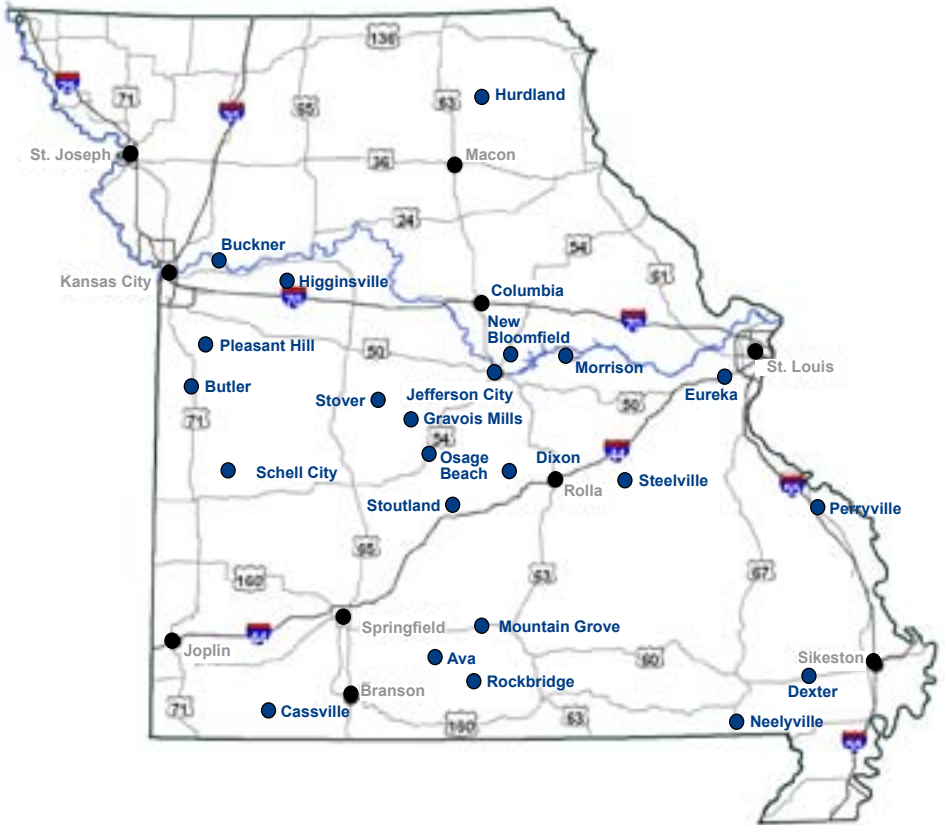 136
71
65
63
Hurdland
St. Joseph
36
Macon
24
54
61
Buckner
Kansas City
Higginsville
70
Columbia
70
New
Bloomfield
Pleasant Hill
50
Morrison
St. Louis
Butler
Stover
Jefferson City
50
Eureka
71
Gravois Mills
54
44
Schell City
Osage
Beach
Dixon
Rolla
Steelville
55
Perryville
Stoutland
65
160
63
67
44
Springfield
Mountain Grove
Joplin
Ava
60
Sikeston
Branson
Rockbridge
Dexter
71
Cassville
160
63
Neelyville
55